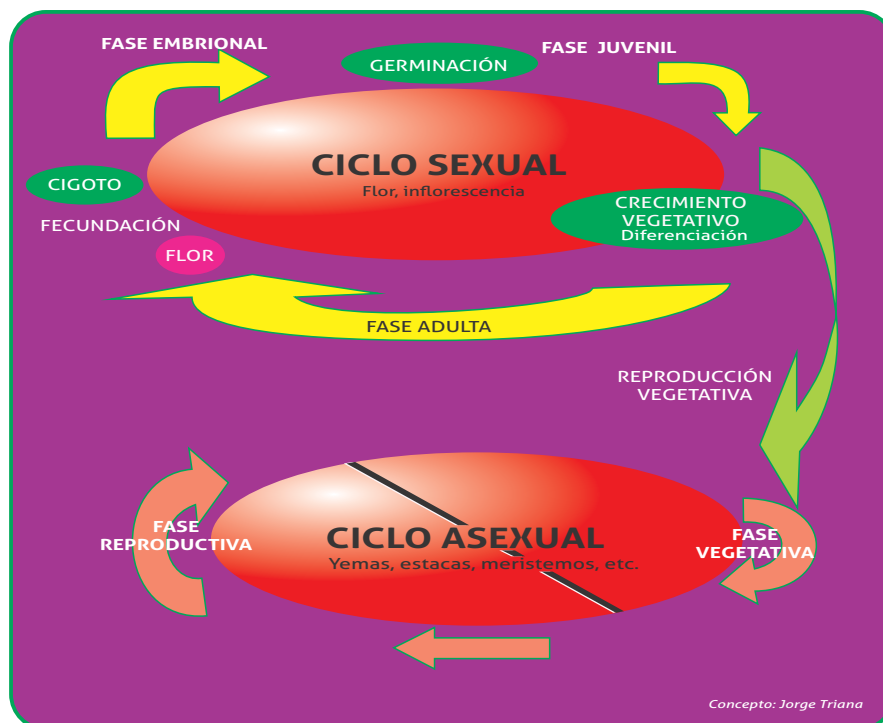 FASE EMBRIONAL
GERMINACIÓN
FASE JUVENIL
CICLO SEXUAL
Flor, inflorescencia
CIGOTO
CRECIMIENTO
VEGETATIVO
Diferenciación
FECUNDACIÓN
FLOR
FASE ADULTA
REPRODUCCIÓN
VEGETATIVA
FASE
REPRODUCTIVA
CICLO ASEXUAL
Yemas, estacas, meristemos, etc.
FASE
VEGETATIVA
Concepto: Jorge Triana